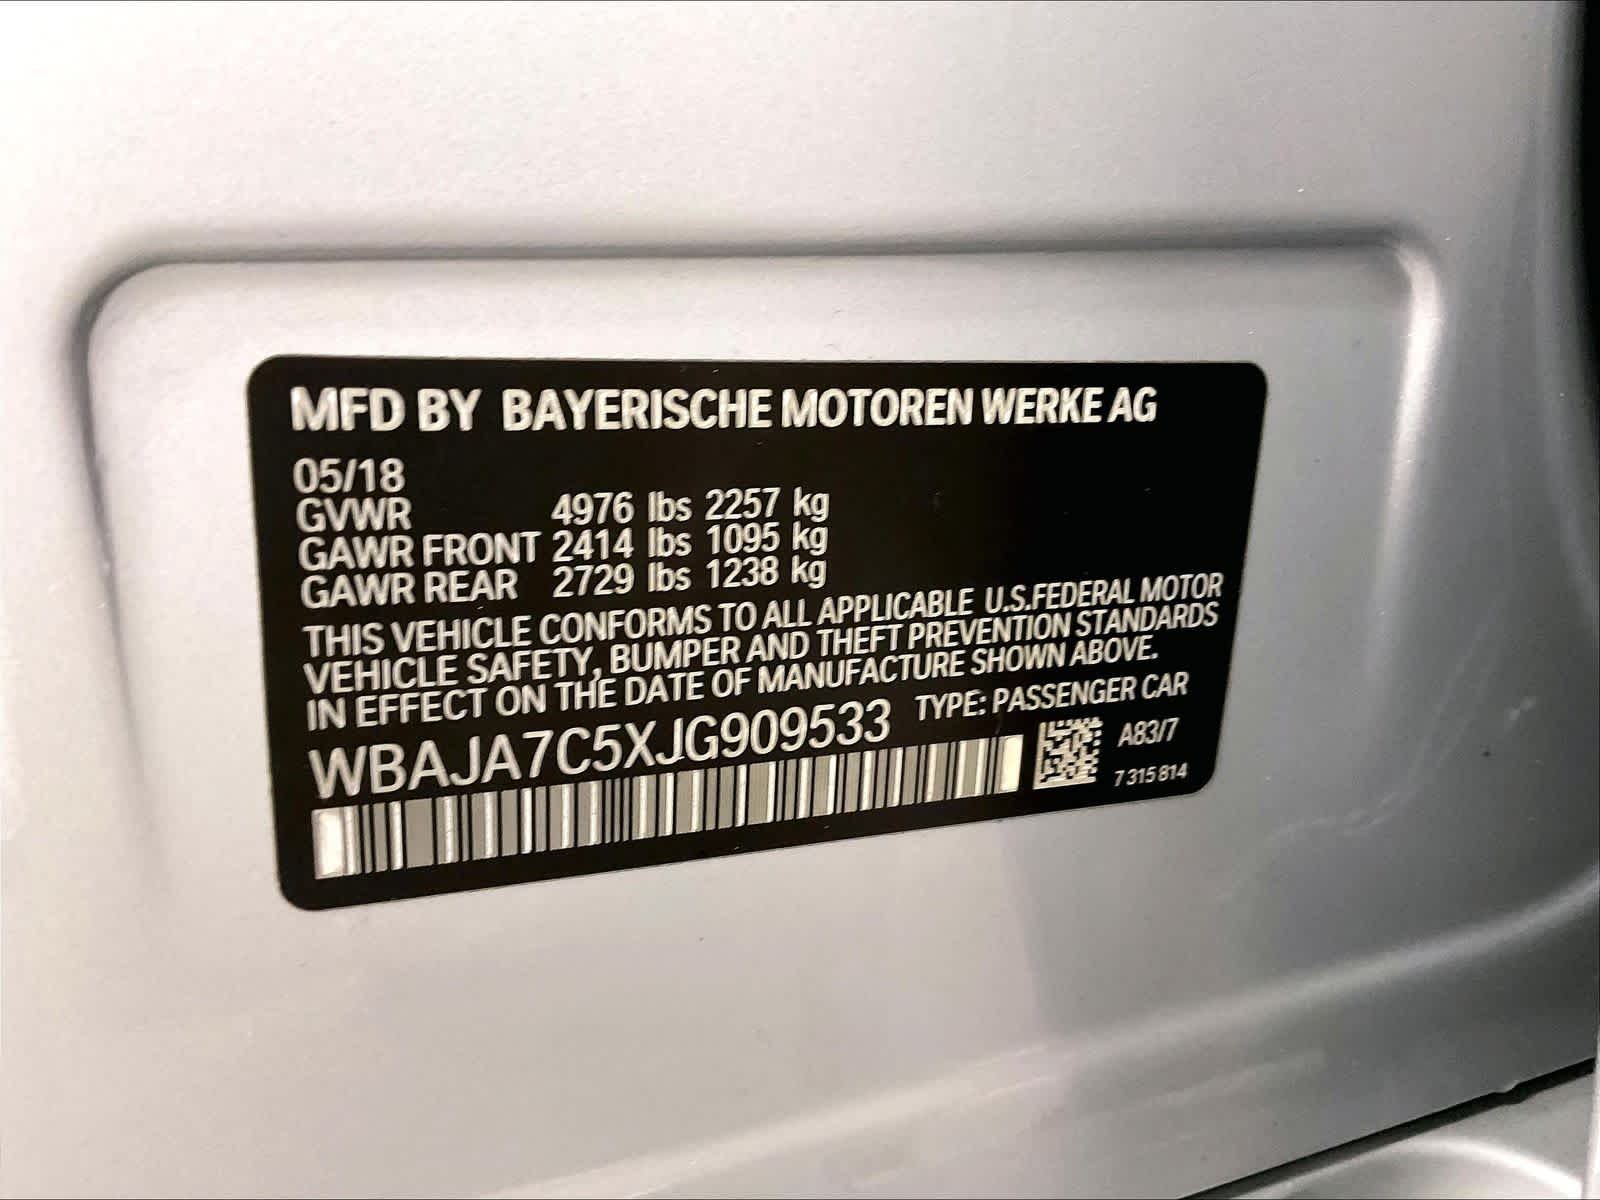 MFD BY BAYERISCHE MOTOREN WERKE AG
05/18
GVWR 4976 lbs 2257 kg
GAWR FRONT 2414 lbs 1095 kg
GAWR REAR 2729 lbs 1238 kg
THIS VEHICLE CONFORMS TO ALL APPLICABLE U.S.FEDERAL MOTOR
VEHICLE SAFETY, BUMPER AND THEFT PREVENTION STANDARDS
IN EFFECT ON THE DATE OF MANUFACTURE SHOWN ABOVE.
WBAJA7C5XJG909533 TYPE: PASSENGER CAR
A83/7
7 315 814